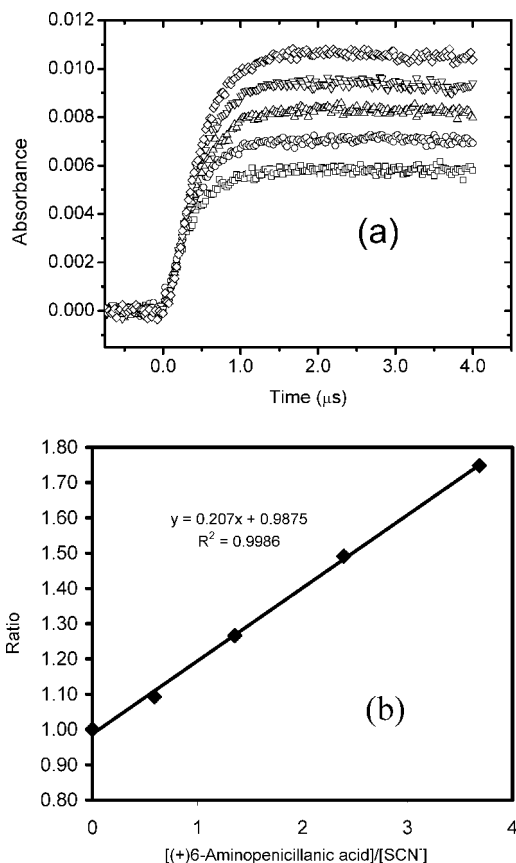 0.012
0.010
0.008
0.006
0.004
0.002
0.000
Absorbance
(a)
0.0 1.0 2.0 3.0 4.0
Time (μs)
1.80
1.70
1.60
1.50
1.40
1.30
1.20
1.10
1.00
0.90
0.80
Ratio
y = 0.207x + 0.9875
R² = 0.9986
(b)
0 1 2 3 4
[(+)6-Aminopenicillanic acid]/[SCN⁻]